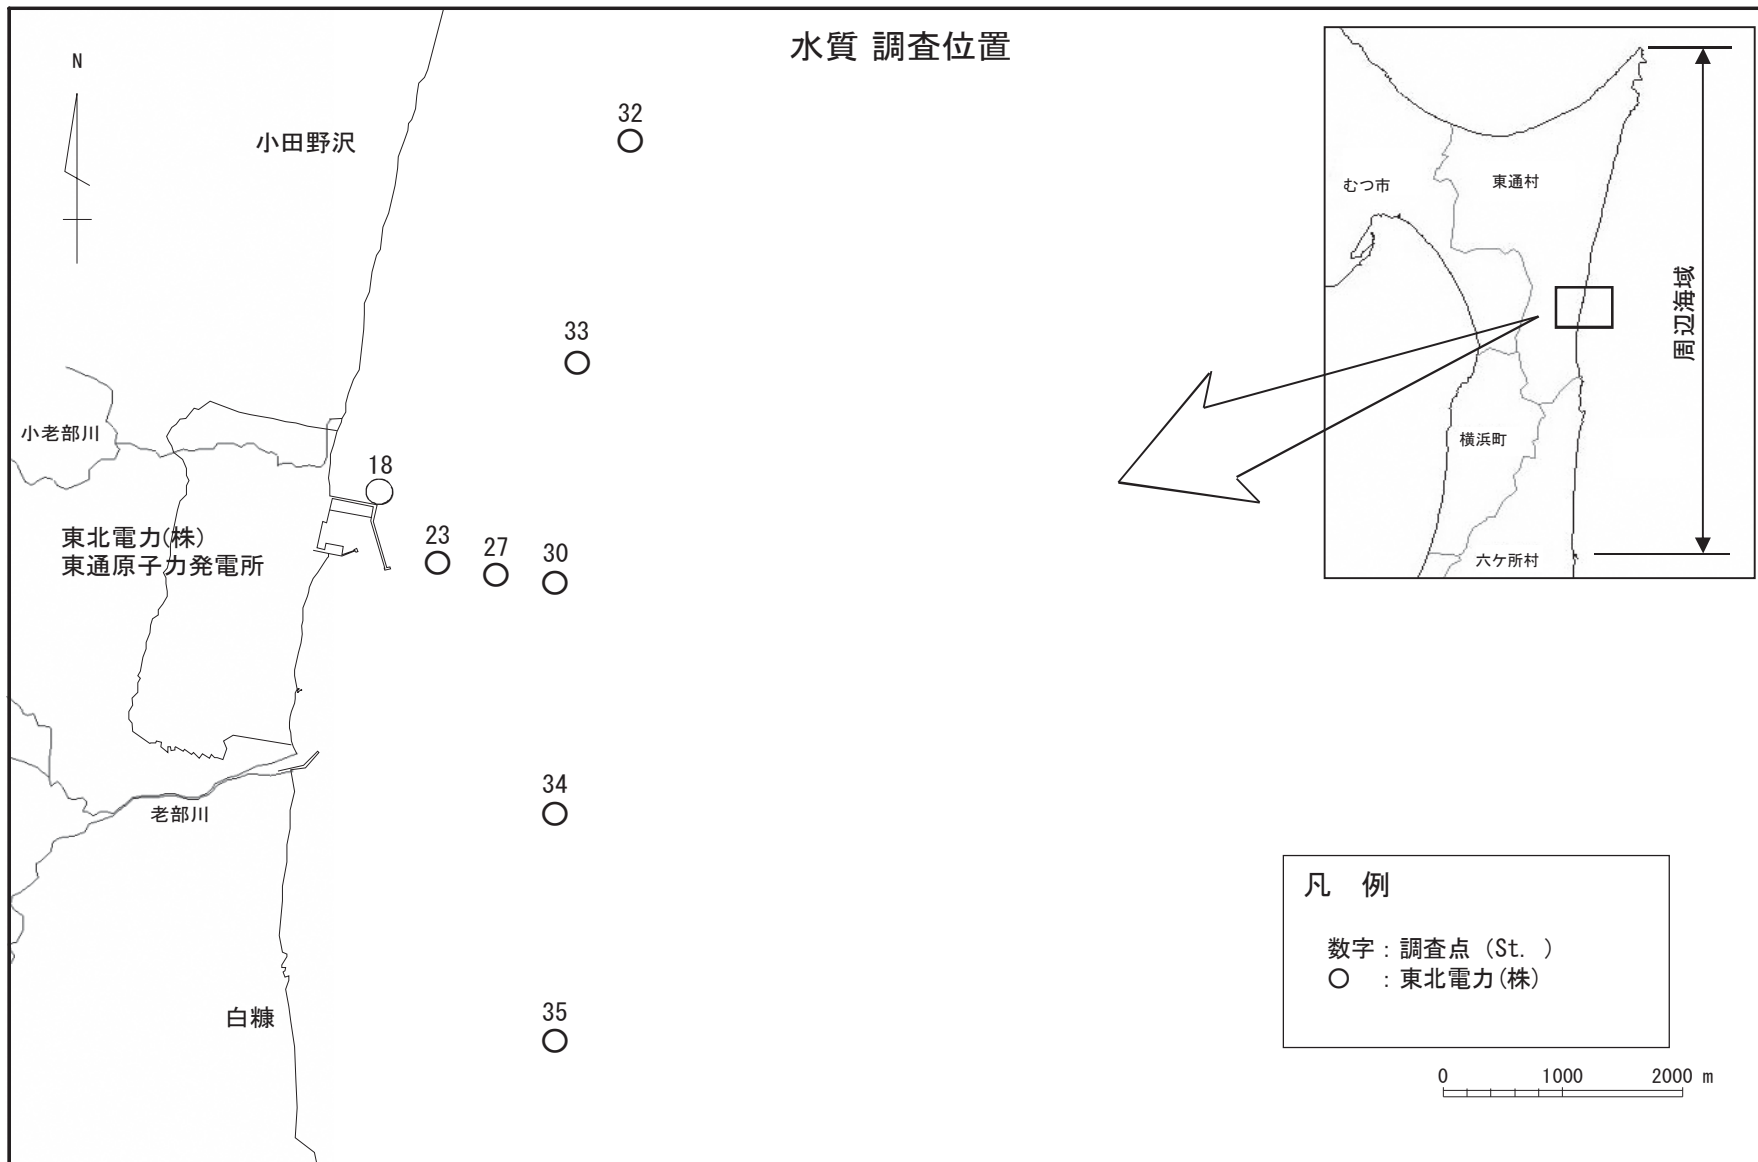 水質 調査位置
N
小田野沢
32
33
小老部川
18
東北電力(株)
東通原子力発電所
23
27
30
老部川
34
白糠
35
むつ市
東通村
周辺海域
横浜町
六ケ所村
凡 例
数字 : 調査点 (St. )
○ : 東北電力(株)
0 1000 2000 m